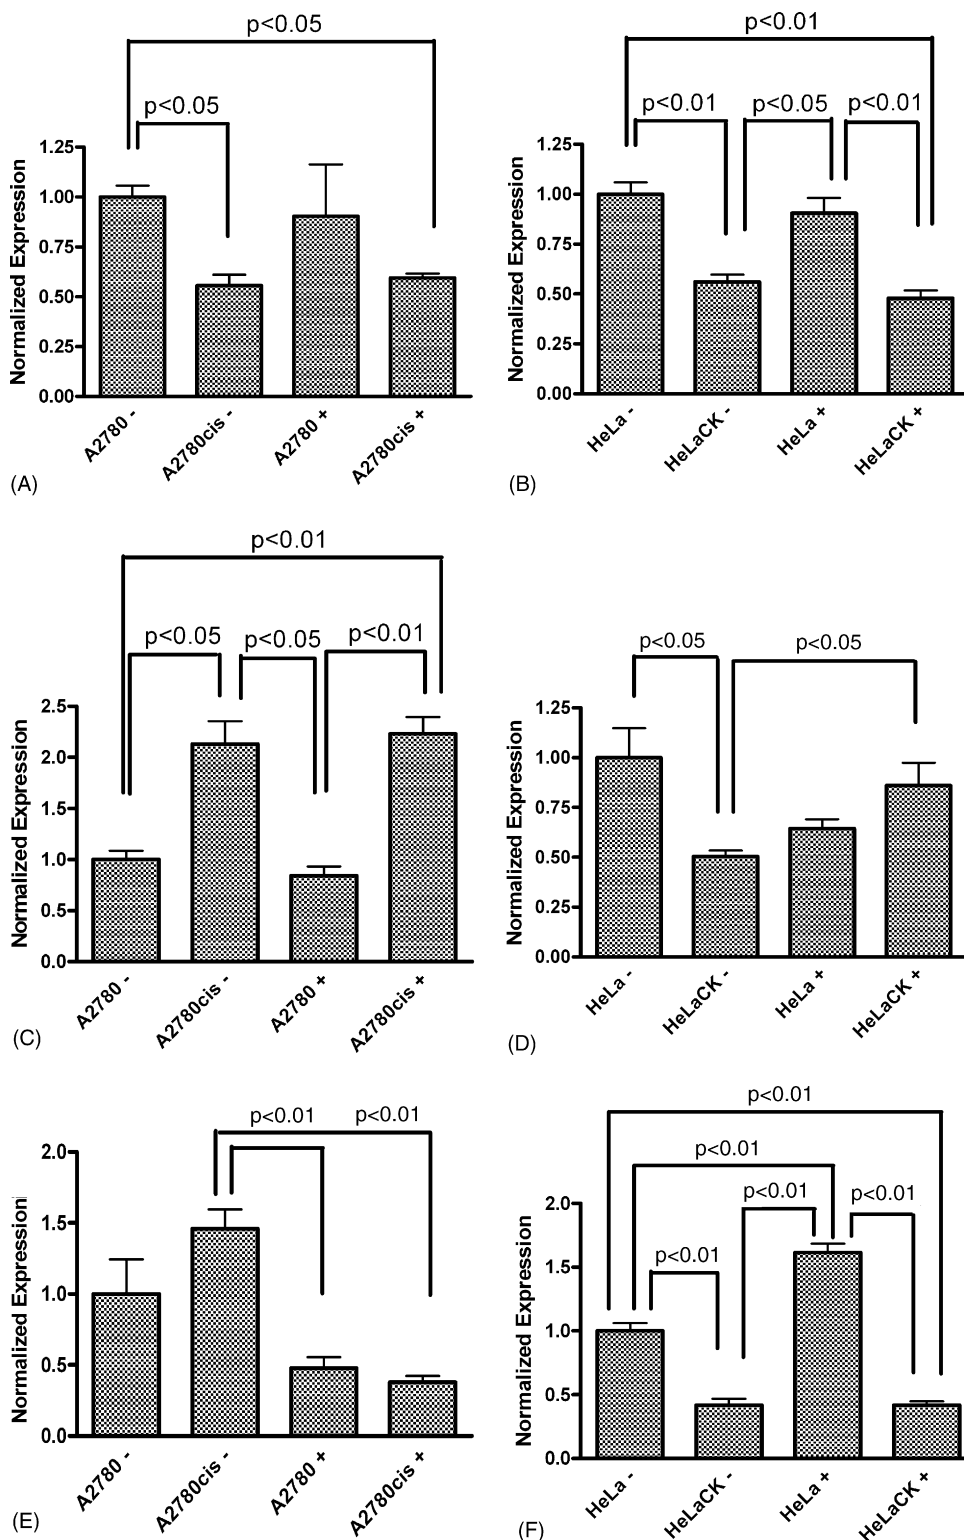 p<0.05
p<0.05
Normalized Expression
1.25
1.00
0.75
0.50
0.25
0.00
A2780 -
A2780cis -
A2780 +
A2780cis +
(A)
p<0.01
p<0.01
p<0.05
p<0.01
Normalized Expression
1.25
1.00
0.75
0.50
0.25
0.00
HeLa -
HeLaCK -
HeLa +
HeLaCK +
(B)
p<0.01
p<0.05
p<0.05
p<0.01
Normalized Expression
2.5
2.0
1.5
1.0
0.5
0.0
A2780 -
A2780cis -
A2780 +
A2780cis +
(C)
p<0.05
p<0.05
Normalized Expression
1.25
1.00
0.75
0.50
0.25
0.00
HeLa -
HeLaCK -
HeLa +
HeLaCK +
(D)
p<0.01
p<0.01
Normalized Expression
2.0
1.5
1.0
0.5
0.0
A2780 -
A2780cis -
A2780 +
A2780cis +
(E)
p<0.01
p<0.01
p<0.01
p<0.01
p<0.01
Normalized Expression
2.0
1.5
1.0
0.5
0.0
HeLa -
HeLaCK -
HeLa +
HeLaCK +
(F)